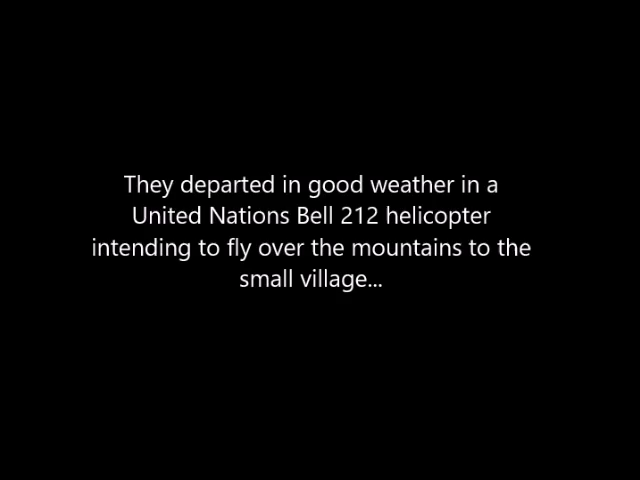 They departed in good weather in a
United Nations Bell 212 helicopter
intending to fly over the mountains to the
small village...